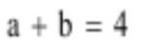 a + b = 4